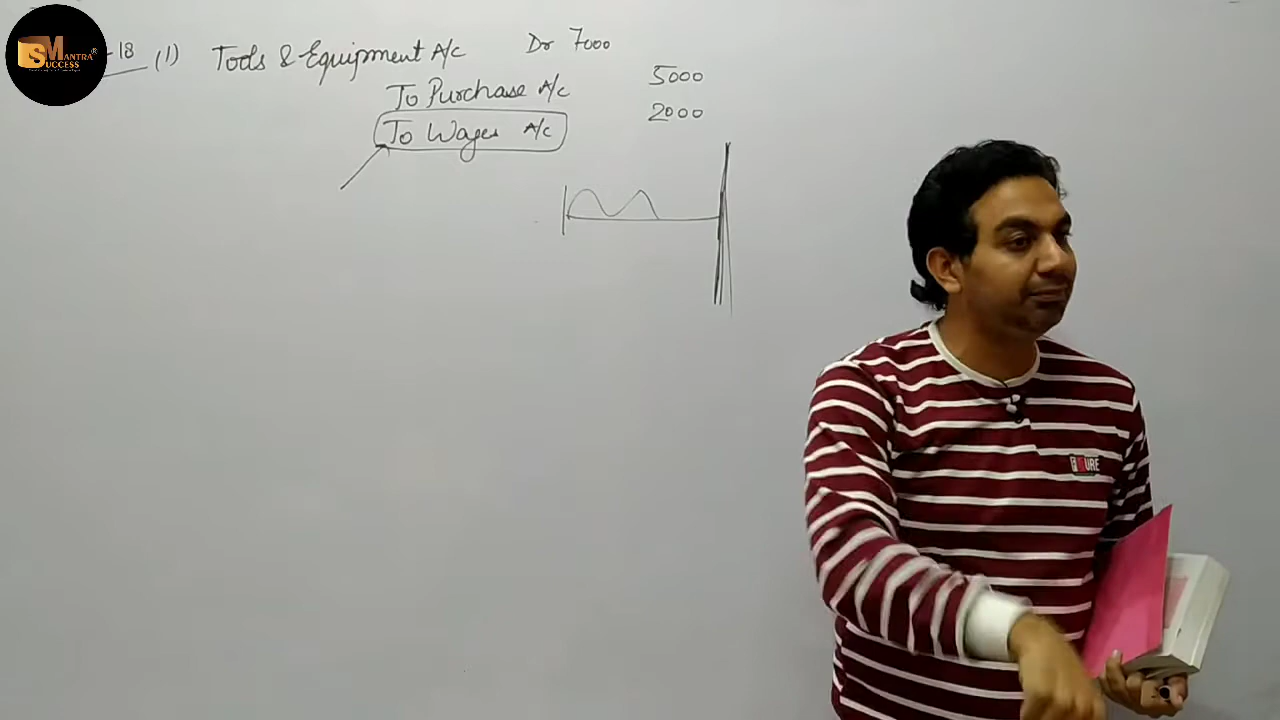 -18 (1) Tools & Equipment A/c Dr 7000
To Purchase A/c 5000
To Wages A/c 2000
SUCCESS MANTRA®